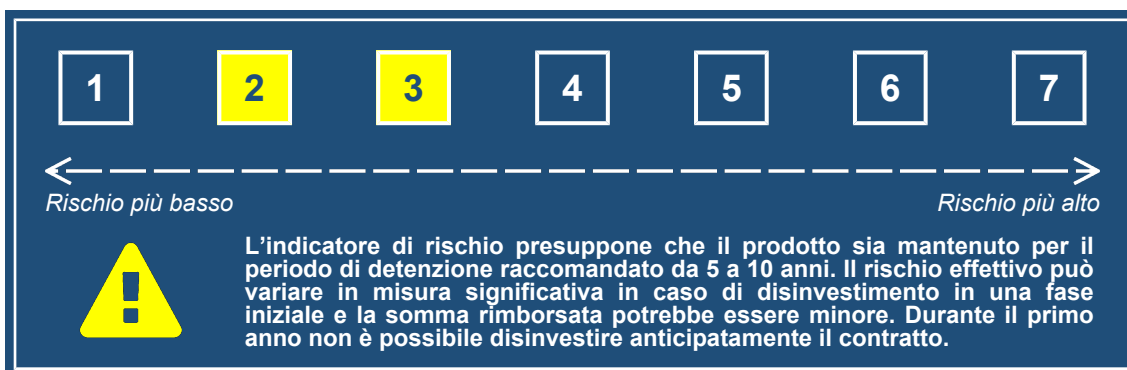 1 2 3 4 5 6 7
Rischio più basso Rischio più alto
L’indicatore di rischio presuppone che il prodotto sia mantenuto per il
periodo di detenzione raccomandato da 5 a 10 anni. Il rischio effettivo può
variare in misura significativa in caso di disinvestimento in una fase
iniziale e la somma rimborsata potrebbe essere minore. Durante il primo
anno non è possibile disinvestire anticipatamente il contratto.